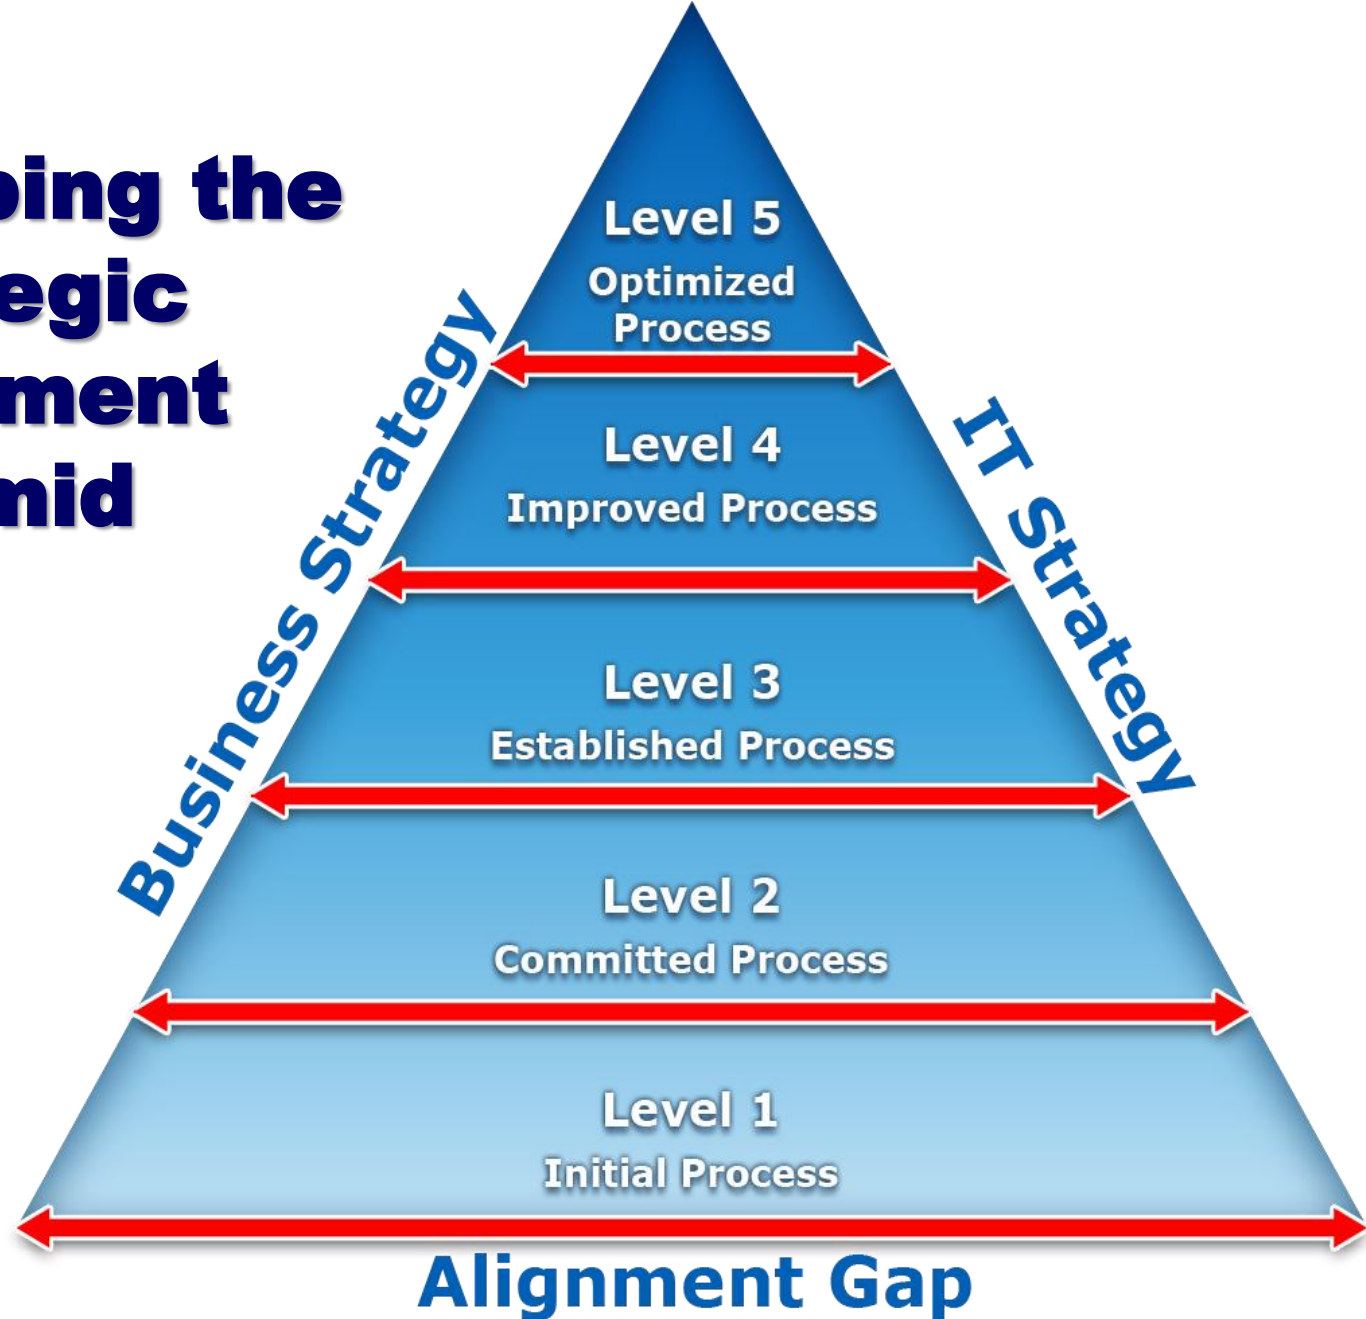 ping the
egic
ment
mid
Business Strategy
IT Strategy
Level 5
Optimized
Process
Level 4
Improved Process
Level 3
Established Process
Level 2
Committed Process
Level 1
Initial Process
Alignment Gap